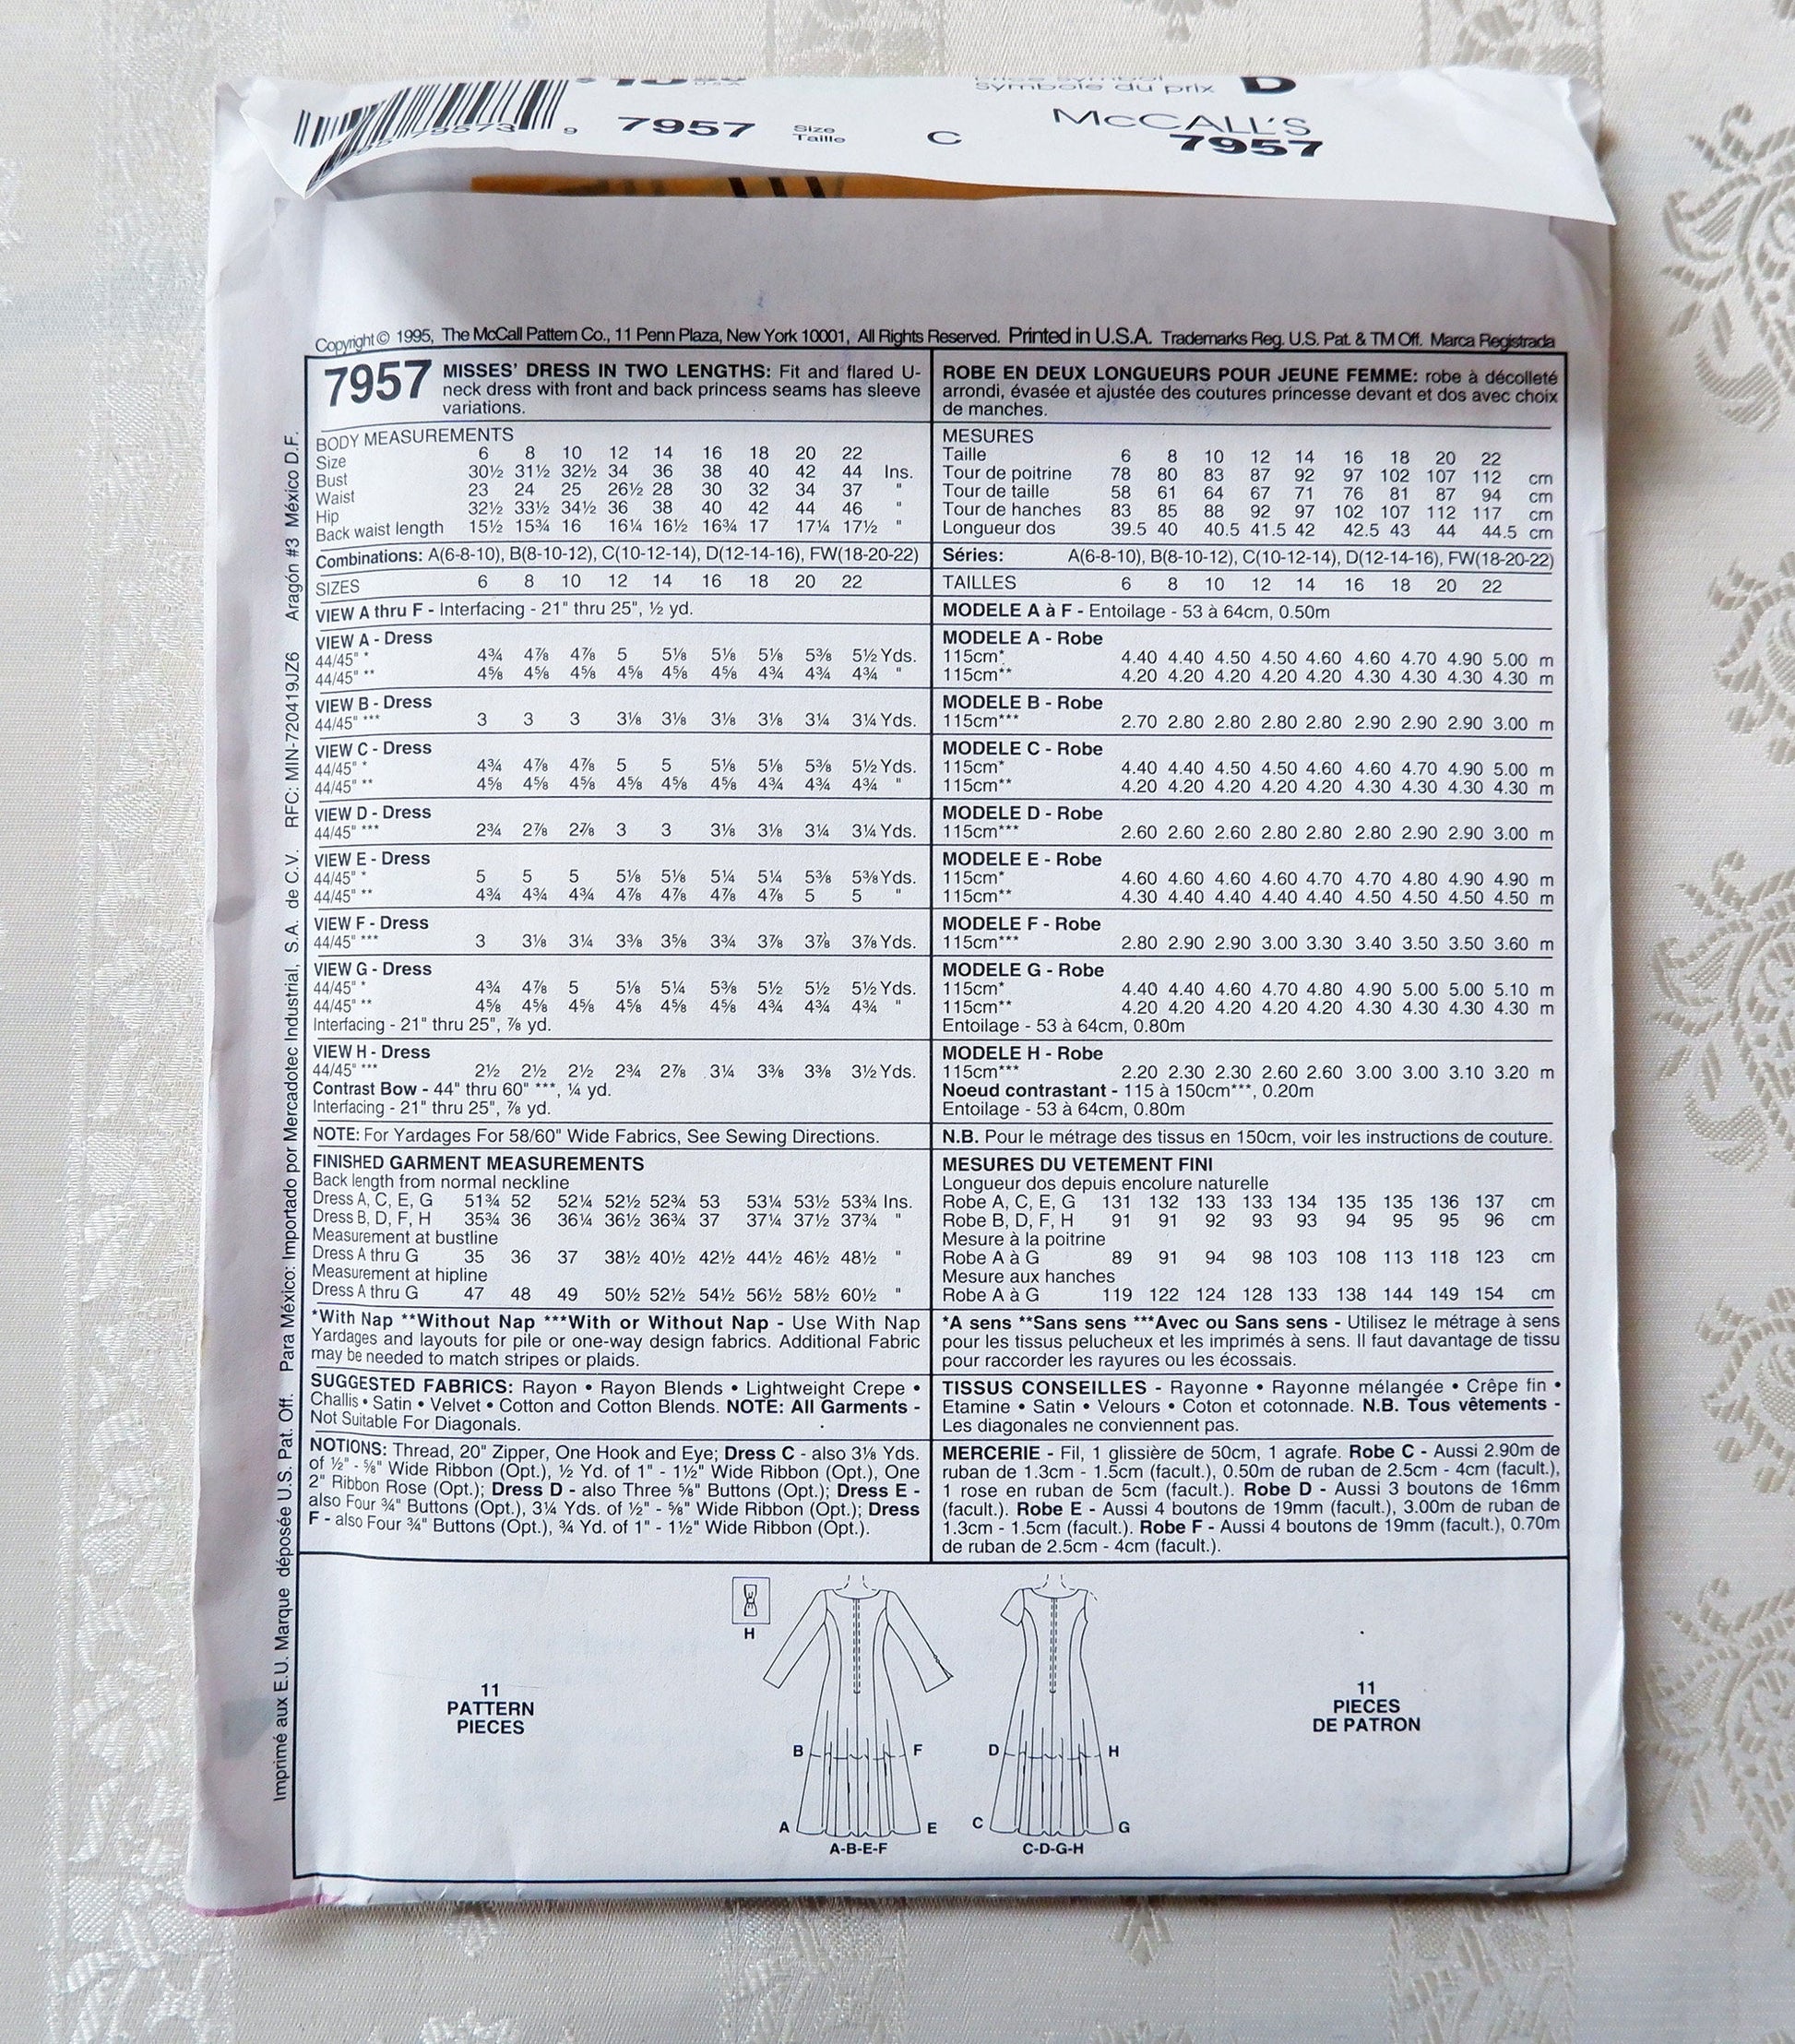 7957
Size
Taille
C
Symbole du prix
D
McCALL'S
7957
Copyright © 1995, The McCall Pattern Co., 11 Penn Plaza, New York 10001, All Rights Reserved. Printed in U.S.A. Trademarks Reg. U.S. Pat. & TM Off. Marca Registrada
7957 MISSES' DRESS IN TWO LENGTHS: Fit and flared U-
neck dress with front and back princess seams has sleeve
variations.
BODY MEASUREMENTS
Size 6 8 10 12 14 16 18 20 22
Bust 30½ 31½ 32½ 34 36 38 40 42 44 Ins.
Waist 23 24 25 26½ 28 30 32 34 37 "
Hip 32½ 33½ 34½ 36 38 40 42 44 46 "
Back waist length 15½ 15¾ 16 16¼ 16½ 16¾ 17 17¼ 17½ "
Combinations: A(6-8-10), B(8-10-12), C(10-12-14), D(12-14-16), FW(18-20-22)
SIZES 6 8 10 12 14 16 18 20 22
VIEW A thru F - Interfacing - 21" thru 25", ½ yd.
VIEW A - Dress
44/45" * 4¾ 4⅞ 4⅞ 5 5⅛ 5⅛ 5⅛ 5⅜ 5½ Yds.
44/45" ** 4⅝ 4⅝ 4⅝ 4⅝ 4⅝ 4⅝ 4¾ 4¾ 4¾ "
VIEW B - Dress
44/45" *** 3 3 3 3⅛ 3⅛ 3⅛ 3⅛ 3¼ 3¼ Yds.
VIEW C - Dress
44/45" * 4¾ 4⅞ 4⅞ 5 5 5⅛ 5⅛ 5⅜ 5½ Yds.
44/45" ** 4⅝ 4⅝ 4⅝ 4⅝ 4⅝ 4⅝ 4¾ 4¾ 4¾ "
VIEW D - Dress
44/45" *** 2¾ 2⅞ 2⅞ 3 3 3⅛ 3⅛ 3¼ 3¼ Yds.
VIEW E - Dress
44/45" * 5 5 5 5⅛ 5⅛ 5¼ 5¼ 5⅜ 5⅜ Yds.
44/45" ** 4¾ 4¾ 4¾ 4⅞ 4⅞ 4⅞ 4⅞ 5 5 "
VIEW F - Dress
44/45" *** 3 3⅛ 3¼ 3⅜ 3⅝ 3¾ 3⅞ 3⅞ 3⅞ Yds.
VIEW G - Dress
44/45" * 4¾ 4⅞ 5 5⅛ 5¼ 5⅜ 5½ 5½ 5½ Yds.
44/45" ** 4⅝ 4⅝ 4⅝ 4⅝ 4⅝ 4⅝ 4¾ 4¾ 4¾ "
Interfacing - 21" thru 25", ⅞ yd.
VIEW H - Dress
44/45" *** 2½ 2½ 2½ 2¾ 2⅞ 3¼ 3⅜ 3⅜ 3½ Yds.
Contrast Bow - 44" thru 60" ***, ¼ yd.
Interfacing - 21" thru 25", ⅞ yd.
NOTE: For Yardages For 58/60" Wide Fabrics, See Sewing Directions.
FINISHED GARMENT MEASUREMENTS
Back length from normal neckline
Dress A, C, E, G 51¾ 52 52¼ 52½ 52¾ 53 53¼ 53½ 53¾ Ins.
Dress B, D, F, H 35¾ 36 36¼ 36½ 36¾ 37 37¼ 37½ 37¾ "
Measurement at bustline
Dress A thru G 35 36 37 38½ 40½ 42½ 44½ 46½ 48½ "
Measurement at hipline
Dress A thru G 47 48 49 50½ 52½ 54½ 56½ 58½ 60½ "
*With Nap **Without Nap ***With or Without Nap - Use With Nap
Yardages and layouts for pile or one-way design fabrics. Additional Fabric
may be needed to match stripes or plaids.
SUGGESTED FABRICS: Rayon • Rayon Blends • Lightweight Crepe •
Challis • Satin • Velvet • Cotton and Cotton Blends. NOTE: All Garments -
Not Suitable For Diagonals.
NOTIONS: Thread, 20" Zipper, One Hook and Eye; Dress C - also 3⅛ Yds.
of ½" - ⅝" Wide Ribbon (Opt.), ½ Yd. of 1" - 1½" Wide Ribbon (Opt.), One
2" Ribbon Rose (Opt.); Dress D - also Three ⅝" Buttons (Opt.); Dress E -
also Four ¾" Buttons (Opt.), 3¼ Yds. of ½" - ⅝" Wide Ribbon (Opt.); Dress
F - also Four ¾" Buttons (Opt.), ¾ Yd. of 1" - 1½" Wide Ribbon (Opt.).
ROBE EN DEUX LONGUEURS POUR JEUNE FEMME: robe à décolleté
arrondi, évasée et ajustée des coutures princesse devant et dos avec choix
de manches.
MESURES
Taille 6 8 10 12 14 16 18 20 22
Tour de poitrine 78 80 83 87 92 97 102 107 112 cm
Tour de taille 58 61 64 67 71 76 81 87 94 cm
Tour de hanches 83 85 88 92 97 102 107 112 117 cm
Longueur dos 39.5 40 40.5 41.5 42 42.5 43 44 44.5 cm
Séries: A(6-8-10), B(8-10-12), C(10-12-14), D(12-14-16), FW(18-20-22)
TAILLES 6 8 10 12 14 16 18 20 22
MODELE A à F - Entoilage - 53 à 64cm, 0.50m
MODELE A - Robe
115cm* 4.40 4.40 4.50 4.50 4.60 4.60 4.70 4.90 5.00 m
115cm** 4.20 4.20 4.20 4.20 4.20 4.30 4.30 4.30 4.30 m
MODELE B - Robe
115cm*** 2.70 2.80 2.80 2.80 2.80 2.90 2.90 2.90 3.00 m
MODELE C - Robe
115cm* 4.40 4.40 4.50 4.50 4.60 4.60 4.70 4.90 5.00 m
115cm** 4.20 4.20 4.20 4.20 4.20 4.30 4.30 4.30 4.30 m
MODELE D - Robe
115cm*** 2.60 2.60 2.60 2.80 2.80 2.80 2.90 2.90 3.00 m
MODELE E - Robe
115cm* 4.60 4.60 4.60 4.60 4.70 4.70 4.80 4.90 4.90 m
115cm** 4.30 4.40 4.40 4.40 4.40 4.50 4.50 4.50 4.50 m
MODELE F - Robe
115cm*** 2.80 2.90 2.90 3.00 3.30 3.40 3.50 3.50 3.60 m
MODELE G - Robe
115cm* 4.40 4.40 4.60 4.70 4.80 4.90 5.00 5.00 5.10 m
115cm** 4.20 4.20 4.20 4.20 4.20 4.30 4.30 4.30 4.30 m
Entoilage - 53 à 64cm, 0.80m
MODELE H - Robe
115cm*** 2.20 2.30 2.30 2.60 2.60 3.00 3.00 3.10 3.20 m
Noeud contrastant - 115 à 150cm***, 0.20m
Entoilage - 53 à 64cm, 0.80m
N.B. Pour le métrage des tissus en 150cm, voir les instructions de couture.
MESURES DU VETEMENT FINI
Longueur dos depuis encolure naturelle
Robe A, C, E, G 131 132 133 133 134 135 135 136 137 cm
Robe B, D, F, H 91 91 92 93 93 94 95 95 96 cm
Mesure à la poitrine
Robe A à G 89 91 94 98 103 108 113 118 123 cm
Mesure aux hanches
Robe A à G 119 122 124 128 133 138 144 149 154 cm
*A sens **Sans sens ***Avec ou Sans sens - Utilisez le métrage à sens
pour les tissus pelucheux et les imprimés à sens. Il faut davantage de tissu
pour raccorder les rayures ou les écossais.
TISSUS CONSEILLES - Rayonne • Rayonne mélangée • Crêpe fin •
Etamine • Satin • Velours • Coton et cotonnade. N.B. Tous vêtements -
Les diagonales ne conviennent pas.
MERCERIE - Fil, 1 glissière de 50cm, 1 agrafe. Robe C - Aussi 2.90m de
ruban de 1.3cm - 1.5cm (facult.), 0.50m de ruban de 2.5cm - 4cm (facult.),
1 rose en ruban de 5cm (facult.). Robe D - Aussi 3 boutons de 16mm
(facult.). Robe E - Aussi 4 boutons de 19mm (facult.), 3.00m de ruban de
1.3cm - 1.5cm (facult.). Robe F - Aussi 4 boutons de 19mm (facult.), 0.70m
de ruban de 2.5cm - 4cm (facult.).
Imprimé aux E.U. Marque déposée U.S. Pat. Off. Para México: Importado por Mercadotec Industrial, S.A. de C.V. RFC: MIN-720419JZ6 Aragón #3 México D.F.
11
PATTERN
PIECES
H
B F
A E
A-B-E-F
D H
C G
C-D-G-H
11
PIECES
DE PATRON